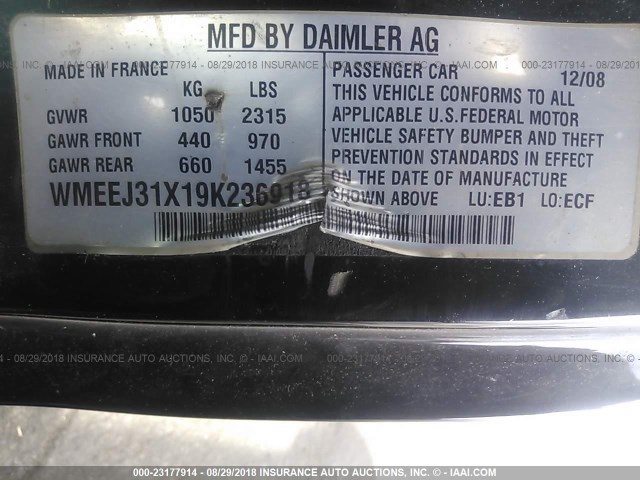 MFD BY DAIMLER AG
MADE IN FRANCE
KG LBS
GVWR 1050 2315
GAWR FRONT 440 970
GAWR REAR 660 1455
WMEEJ31X19K236918
PASSENGER CAR 12/08
THIS VEHICLE CONFORMS TO ALL
APPLICABLE U.S.FEDERAL MOTOR
VEHICLE SAFETY BUMPER AND THEFT
PREVENTION STANDARDS IN EFFECT
ON THE DATE OF MANUFACTURE
SHOWN ABOVE LU:EB1 LO:ECF
000-23177914 - 08/29/2018 INSURANCE AUTO AUCTIONS, INC. - © IAAI.COM